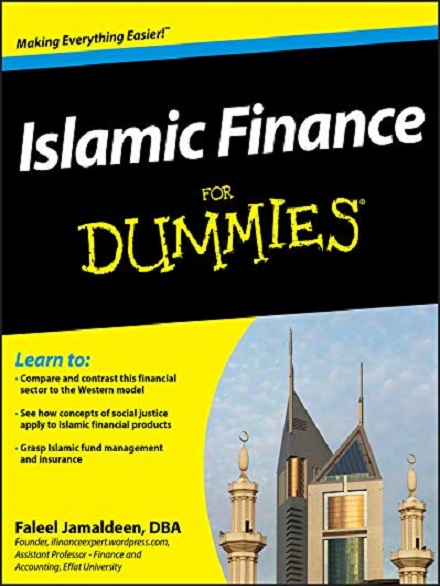 Making Everything Easier!™
Islamic Finance
FOR
DUMMIES®
Learn to:
• Compare and contrast this financial
sector to the Western model
• See how concepts of social justice
apply to Islamic financial products
• Grasp Islamic fund management
and insurance
Faleel Jamaldeen, DBA
Founder, ifinanceexpert.wordpress.com,
Assistant Professor – Finance and
Accounting, Effat University